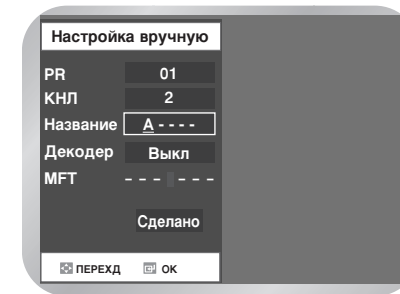 Настройка вручную
PR 01
КНЛ 2
Название A - - - -
Декодер Выкл
MFT - - - - - -
Сделано
ПЕРЕХД OK